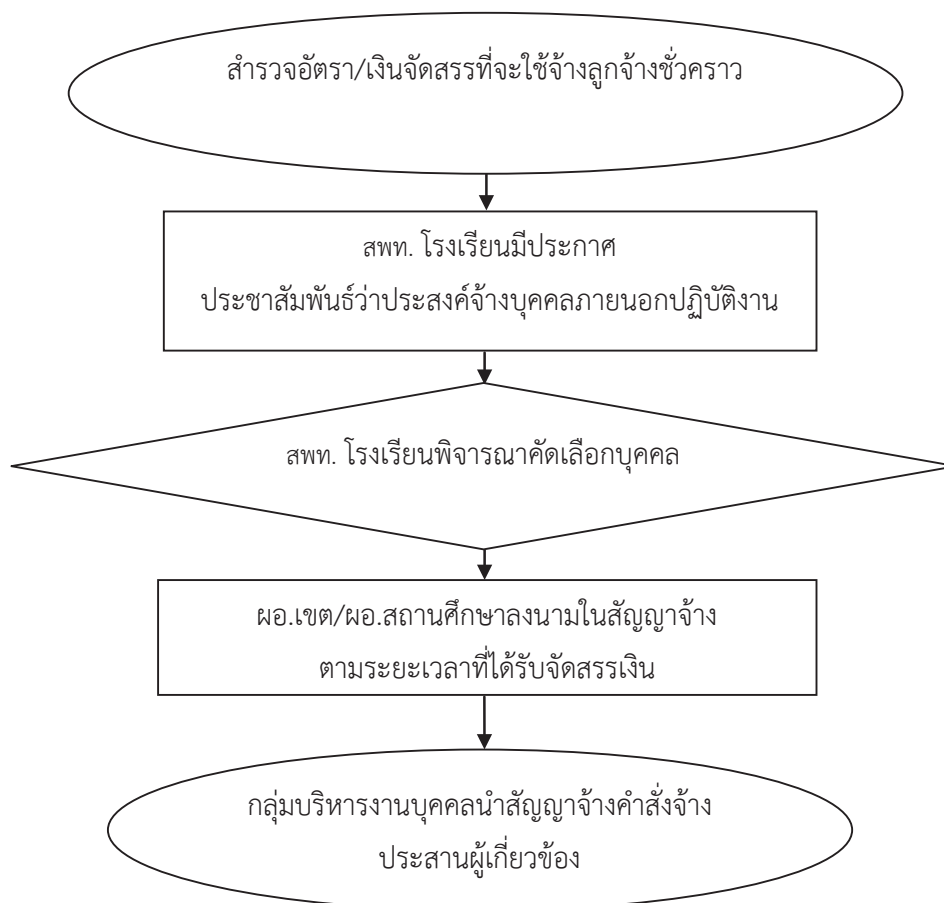 สำรวจอัตรา/เงินจัดสรรที่จะใช้จ้างลูกจ้างชั่วคราว
สพท. โรงเรียนมีประกาศ
ประชาสัมพันธ์ว่าประสงค์จ้างบุคคลภายนอกปฏิบัติงาน
สพท. โรงเรียนพิจารณาคัดเลือกบุคคล
ผอ.เขต/ผอ.สถานศึกษาลงนามในสัญญาจ้าง
ตามระยะเวลาที่ได้รับจัดสรรเงิน
กลุ่มบริหารงานบุคคลนำสัญญาจ้างคำสั่งจ้าง
ประสานผู้เกี่ยวข้อง